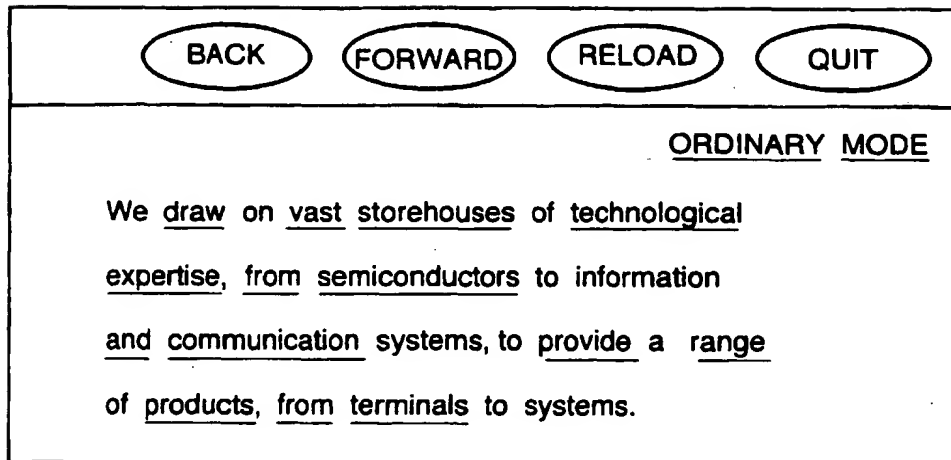 BACK FORWARD RELOAD QUIT
ORDINARY MODE
We draw on vast storehouses of technological
expertise, from semiconductors to information
and communication systems, to provide a range
of products, from terminals to systems.